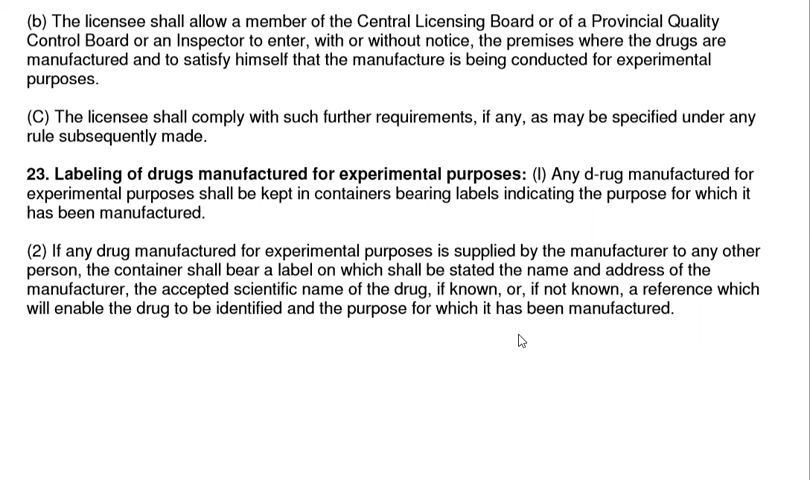 (b) The licensee shall allow a member of the Central Licensing Board or of a Provincial Quality
Control Board or an Inspector to enter, with or without notice, the premises where the drugs are
manufactured and to satisfy himself that the manufacture is being conducted for experimental
purposes.
(C) The licensee shall comply with such further requirements, if any, as may be specified under any
rule subsequently made.
23. Labeling of drugs manufactured for experimental purposes: (l) Any d-rug manufactured for
experimental purposes shall be kept in containers bearing labels indicating the purpose for which it
has been manufactured.
(2) If any drug manufactured for experimental purposes is supplied by the manufacturer to any other
person, the container shall bear a label on which shall be stated the name and address of the
manufacturer, the accepted scientific name of the drug, if known, or, if not known, a reference which
will enable the drug to be identified and the purpose for which it has been manufactured.